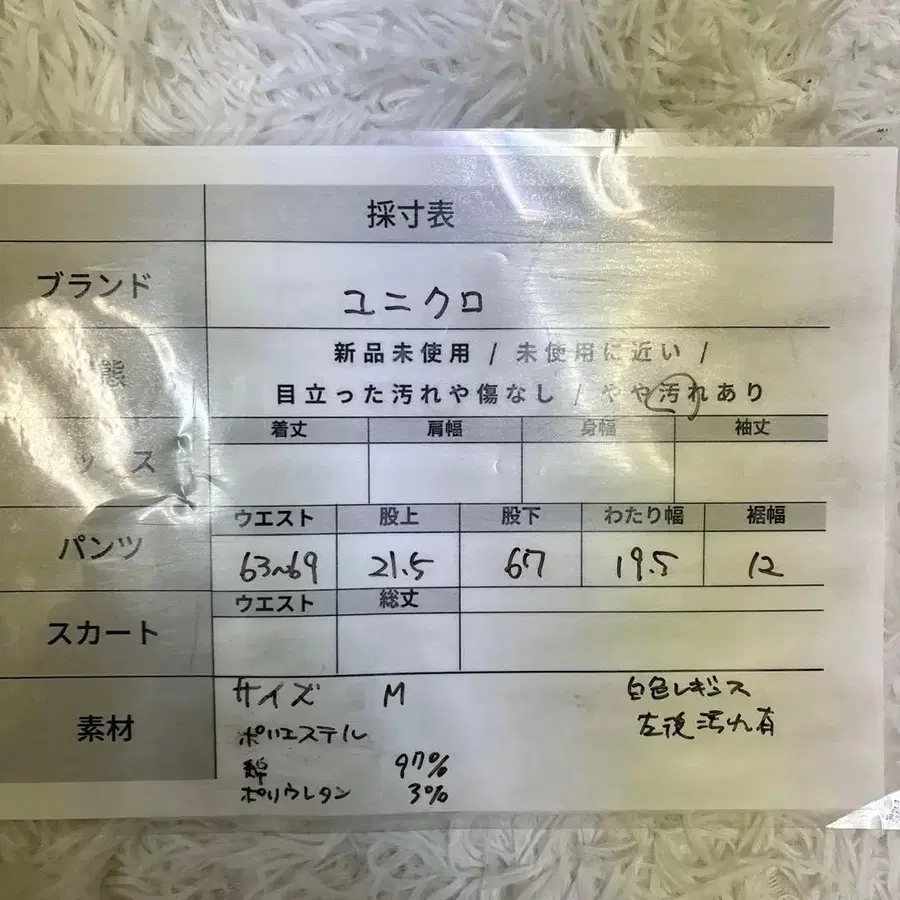 採寸表
ブランド
ユニクロ
態
新品未使用 / 未使用に近い /
目立った汚れや傷なし / やや汚れあり
着丈 肩幅 身幅 袖丈
ップス
パンツ
ウエスト 股上 股下 わたり幅 裾幅
63~69 21.5 67 19.5 12
スカート
ウエスト 総丈
素材
サイズ M
ポリエステル
綿 97%
ポリウレタン 3%
白色レギンス
左後汚れ有